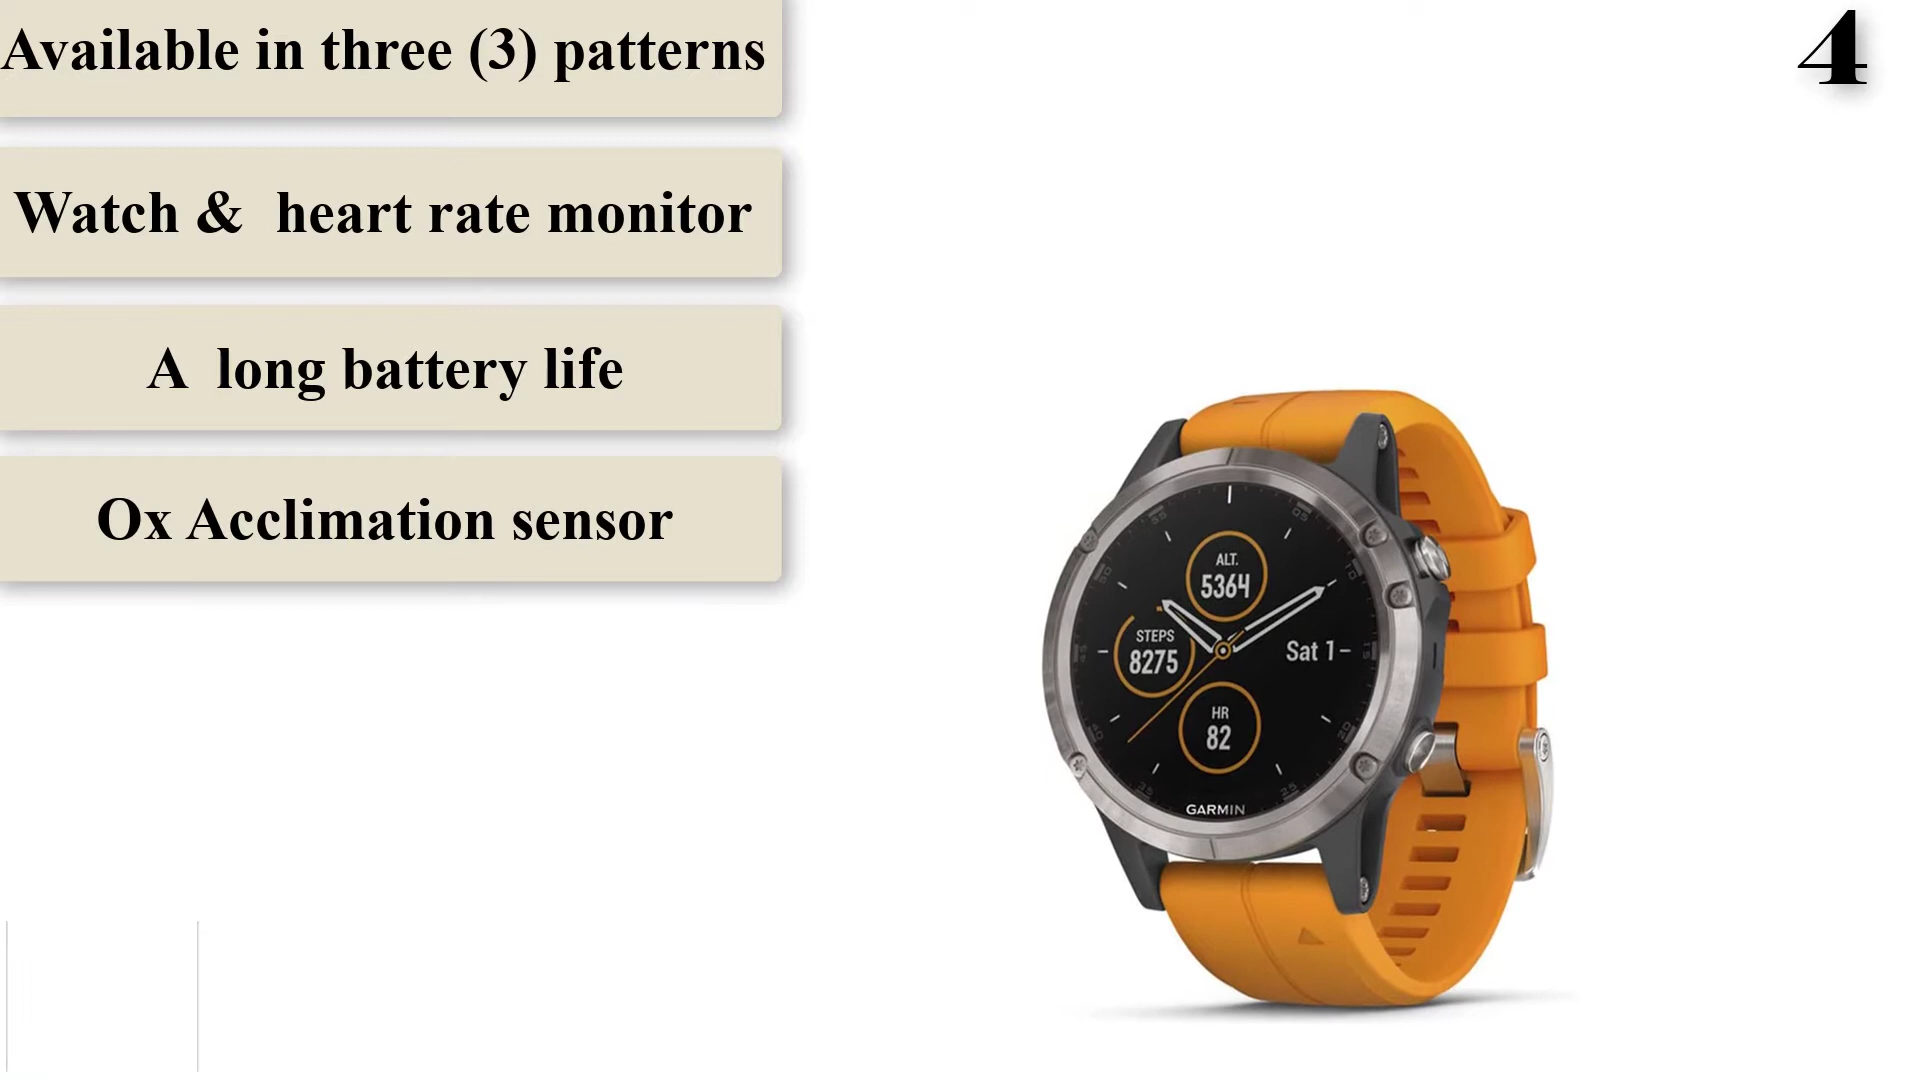 Available in three (3) patterns
4
Watch & heart rate monitor
A long battery life
Ox Acclimation sensor
ALT.
5364
STEPS
8275
Sat 1
HR
82
GARMIN